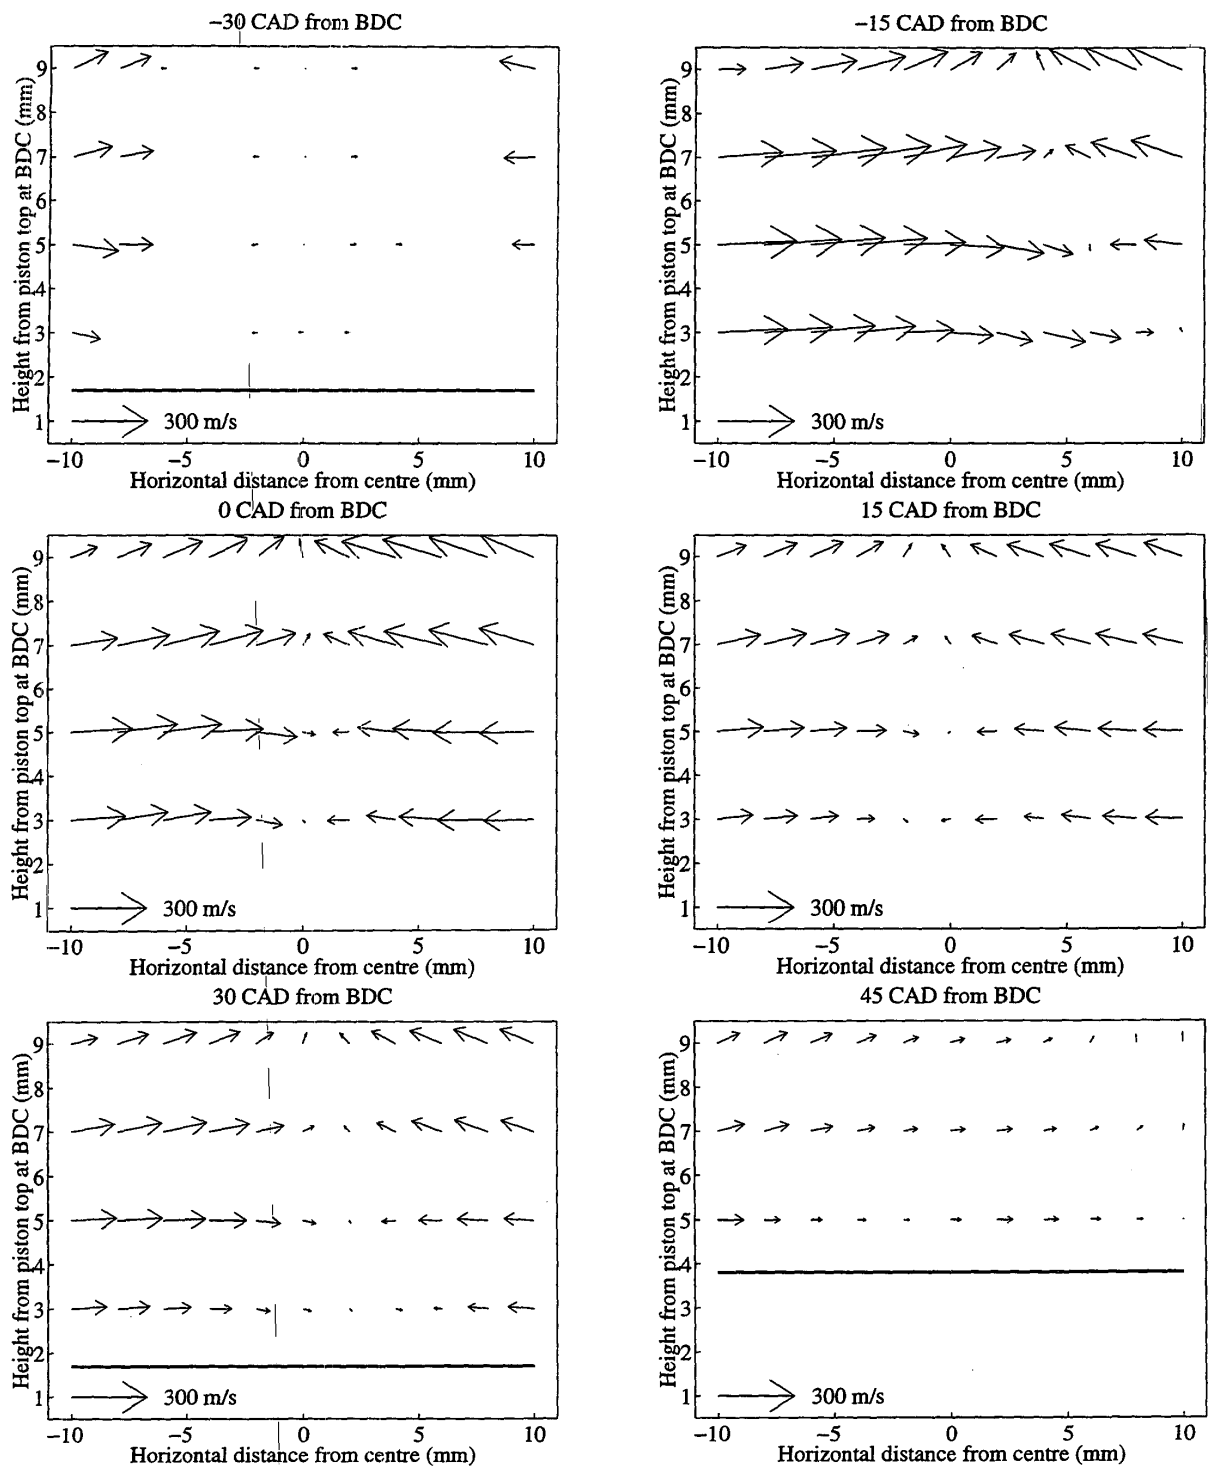 −30 CAD from BDC
Height from piston top at BDC (mm)
9
8
7
6
5
4
3
2
1
300 m/s
−10 −5 0 5 10
Horizontal distance from centre (mm)
−15 CAD from BDC
Height from piston top at BDC (mm)
9
8
7
6
5
4
3
2
1
300 m/s
−10 −5 0 5 10
Horizontal distance from centre (mm)
0 CAD from BDC
Height from piston top at BDC (mm)
9
8
7
6
5
4
3
2
1
300 m/s
−10 −5 0 5 10
Horizontal distance from centre (mm)
15 CAD from BDC
Height from piston top at BDC (mm)
9
8
7
6
5
4
3
2
1
300 m/s
−10 −5 0 5 10
Horizontal distance from centre (mm)
30 CAD from BDC
Height from piston top at BDC (mm)
9
8
7
6
5
4
3
2
1
300 m/s
−10 −5 0 5 10
Horizontal distance from centre (mm)
45 CAD from BDC
Height from piston top at BDC (mm)
9
8
7
6
5
4
3
2
1
300 m/s
−10 −5 0 5 10
Horizontal distance from centre (mm)